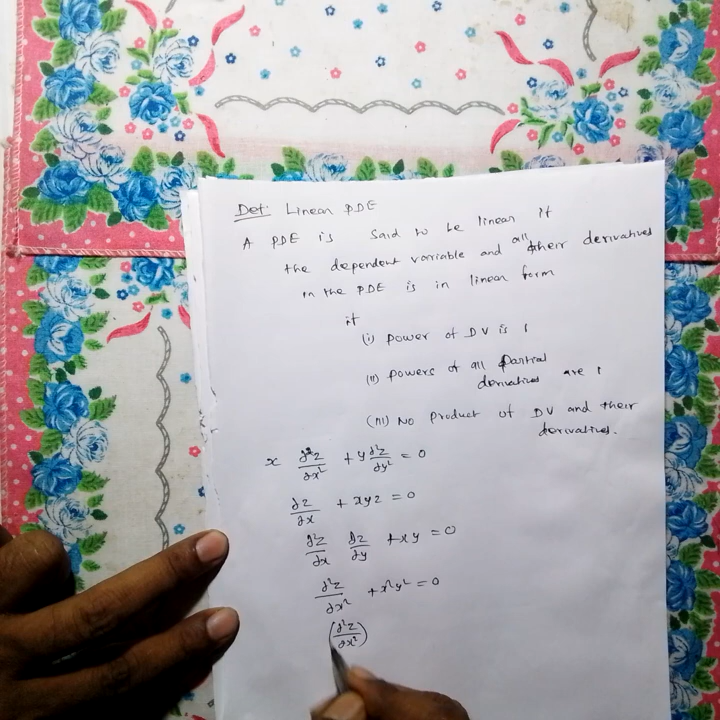 Def: Linear PDE
A PDE is said to be linear if
the dependent variable and all their derivatives
in the PDE is in linear form
if
(i) Power of DV is 1
(ii) Powers of all Partial
derivatives are 1
(iii) No product of DV and their
derivatives.
x ∂²z/∂x² + y ∂²z/∂y² = 0
∂z/∂x + xyz = 0
∂²z/∂x ∂z/∂y + xy = 0
∂²z/∂x² + x²y² = 0
(∂²z/∂x²)